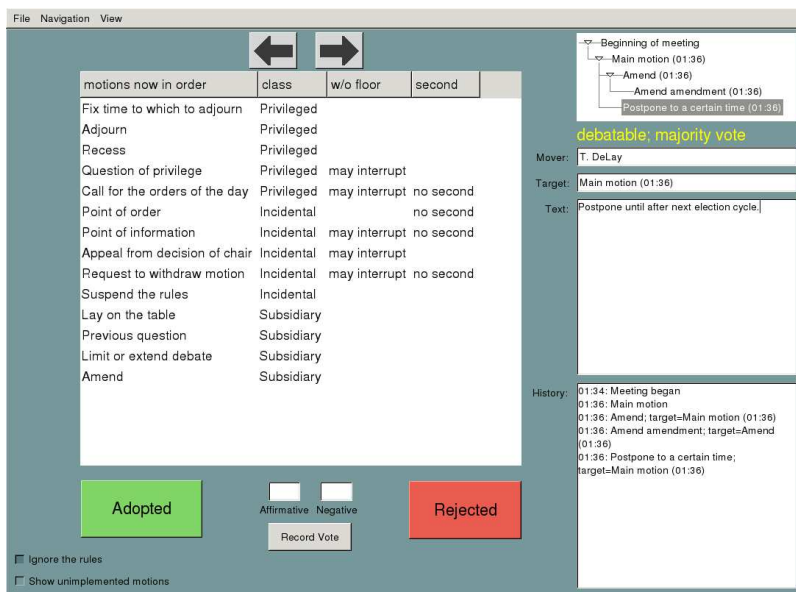 File Navigation View
motions now in order class w/o floor second
Fix time to which to adjourn Privileged
Adjourn Privileged
Recess Privileged
Question of privilege Privileged may interrupt
Call for the orders of the day Privileged may interrupt no second
Point of order Incidental no second
Point of information Incidental may interrupt no second
Appeal from decision of chair Incidental may interrupt
Request to withdraw motion Incidental may interrupt no second
Suspend the rules Incidental
Lay on the table Subsidiary
Previous question Subsidiary
Limit or extend debate Subsidiary
Amend Subsidiary
Adopted
Affirmative Negative
Record Vote
Rejected
Ignore the rules
Show unimplemented motions
Beginning of meeting
Main motion (01:36)
Amend (01:36)
Amend amendment (01:36)
Postpone to a certain time (01:36)
debatable; majority vote
Mover: T. DeLay
Target: Main motion (01:36)
Text: Postpone until after next election cycle.
History: 01:34: Meeting began
01:36: Main motion
01:36: Amend; target=Main motion (01:36)
01:36: Amend amendment; target=Amend
(01:36)
01:36: Postpone to a certain time;
target=Main motion (01:36)